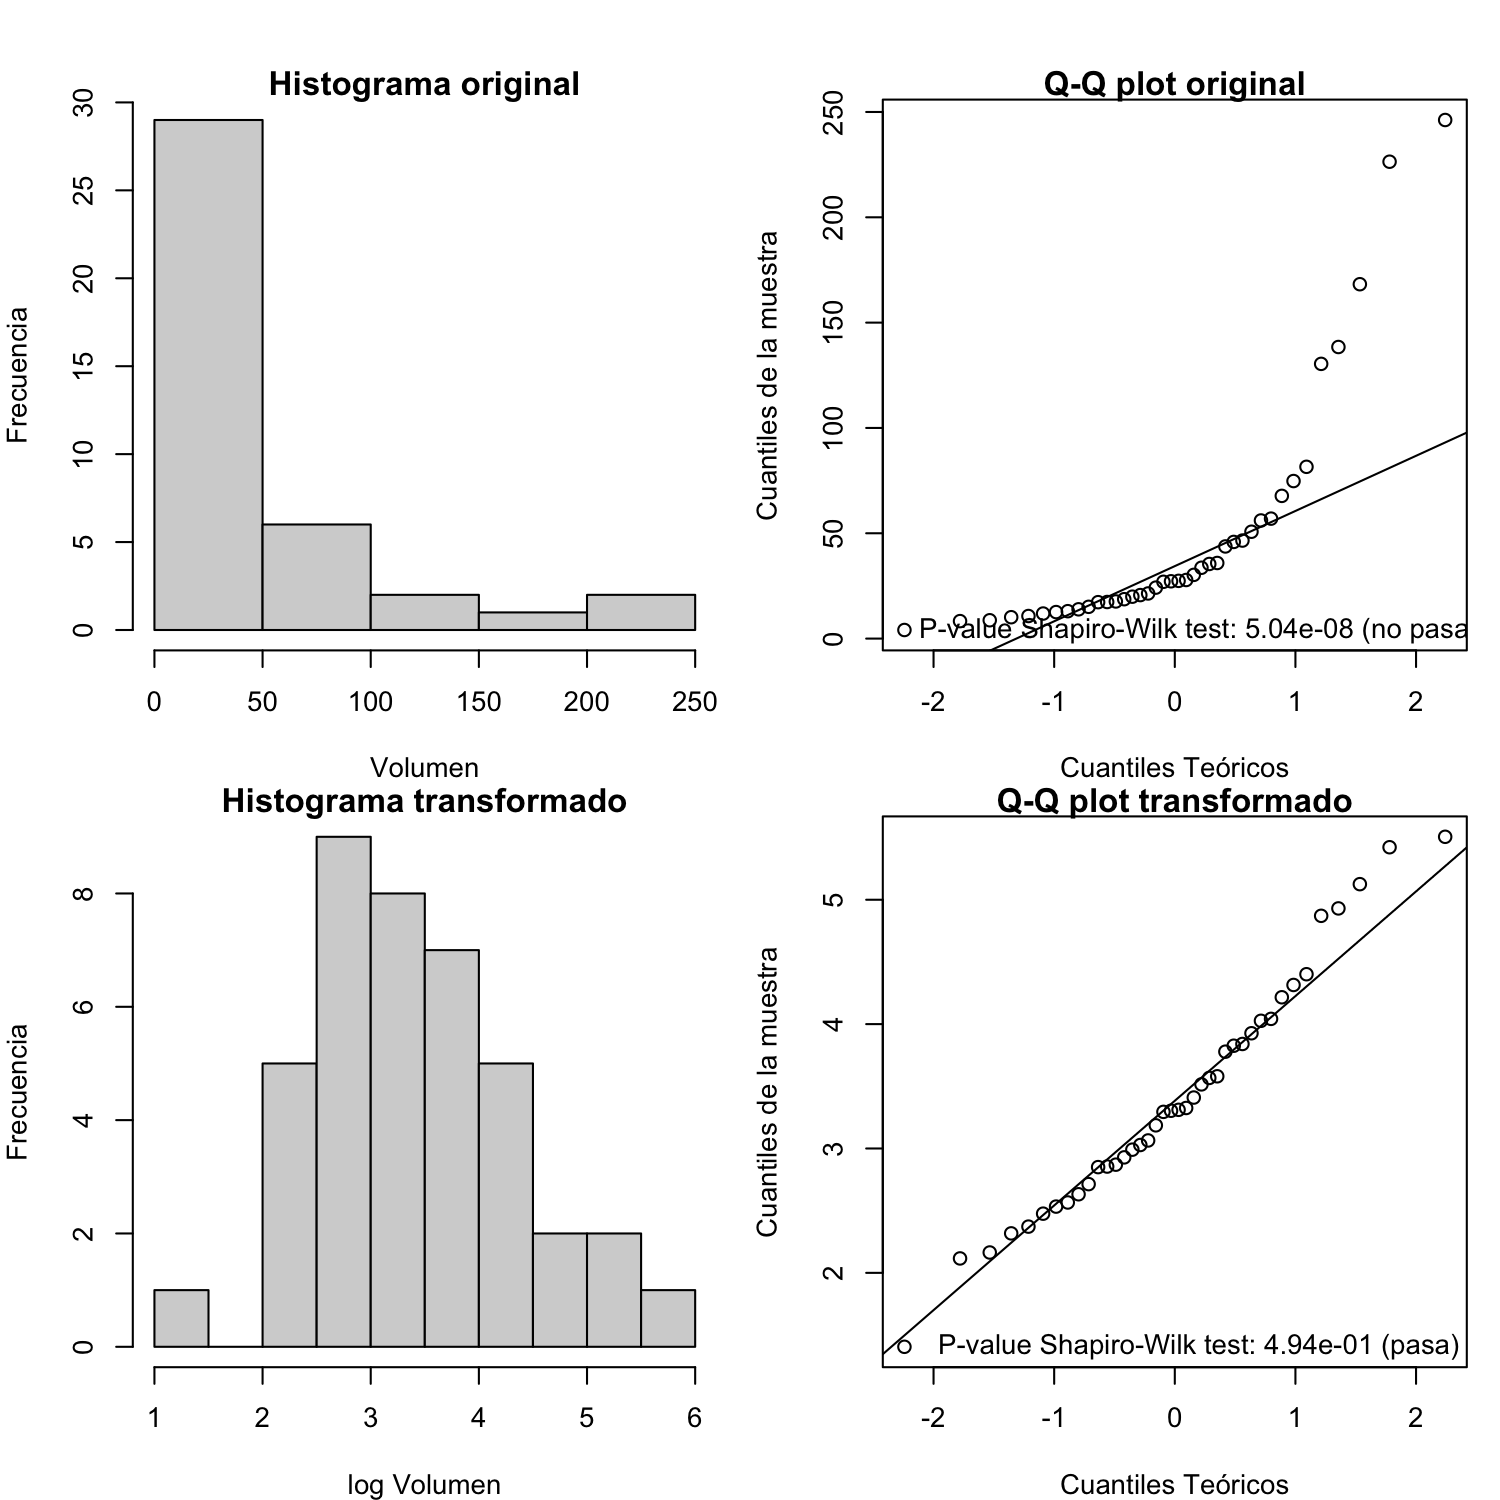 Histograma original
Frecuencia
30
25
20
15
10
5
0
0 50 100 150 200 250
Volumen
Q-Q plot original
Cuantiles de la muestra
250
200
150
100
50
0
P-value Shapiro-Wilk test: 5.04e-08 (no pasa
-2 -1 0 1 2
Cuantiles Teóricos
Histograma transformado
Frecuencia
8
6
4
2
0
1 2 3 4 5 6
log Volumen
Q-Q plot transformado
Cuantiles de la muestra
5
4
3
2
P-value Shapiro-Wilk test: 4.94e-01 (pasa)
-2 -1 0 1 2
Cuantiles Teóricos